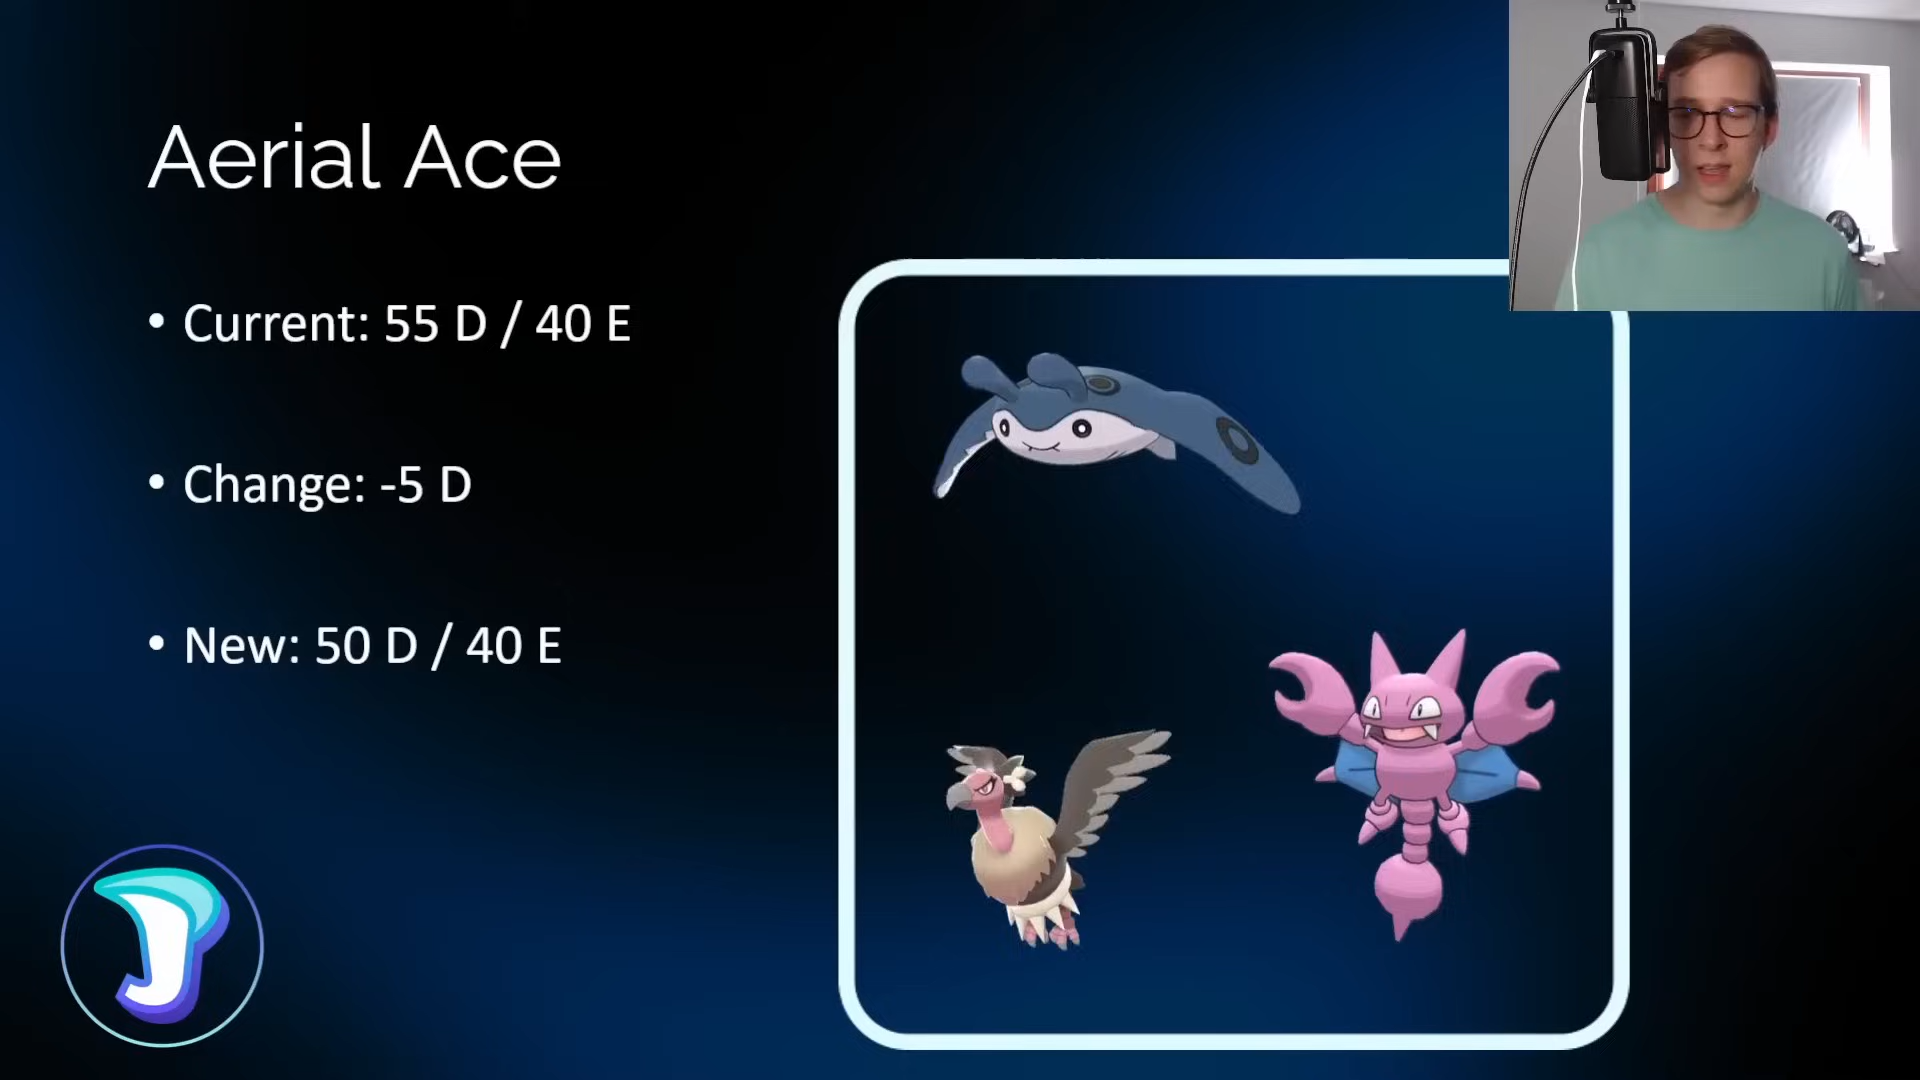 Aerial Ace
• Current: 55 D / 40 E
• Change: -5 D
• New: 50 D / 40 E
J